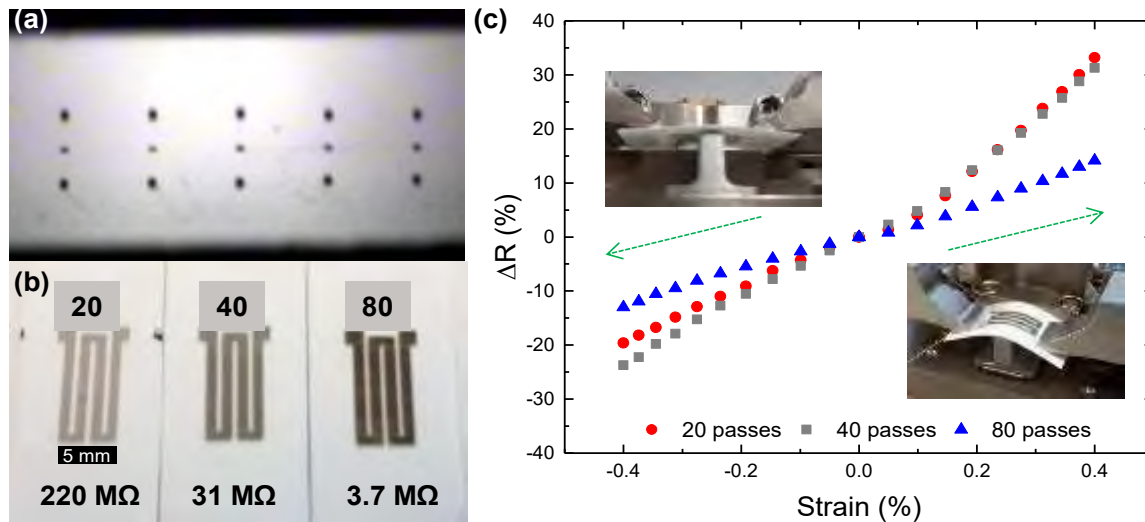 (a)
(b)
20 40 80
5 mm
220 MΩ 31 MΩ 3.7 MΩ
(c)
ΔR (%)
40
30
20
10
0
-10
-20
-30
-40
20 passes 40 passes 80 passes
-0.4 -0.2 0.0 0.2 0.4
Strain (%)